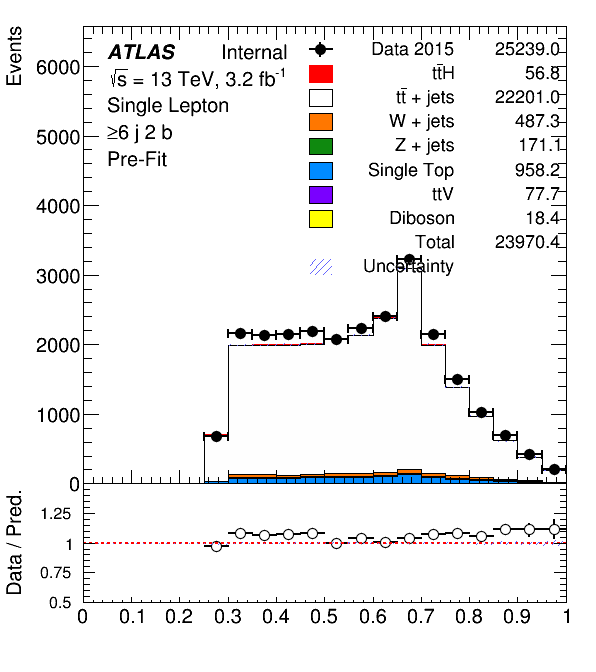 Events
6000
5000
4000
3000
2000
1000
0
ATLAS Internal
√s = 13 TeV, 3.2 fb⁻¹
Single Lepton
≥6 j 2 b
Pre-Fit
Data 2015 25239.0
tt̄H 56.8
tt̄ + jets 22201.0
W + jets 487.3
Z + jets 171.1
Single Top 958.2
ttV 77.7
Diboson 18.4
Total 23970.4
Uncertainty
Data / Pred.
1.25
1
0.75
0.5
0 0.1 0.2 0.3 0.4 0.5 0.6 0.7 0.8 0.9 1